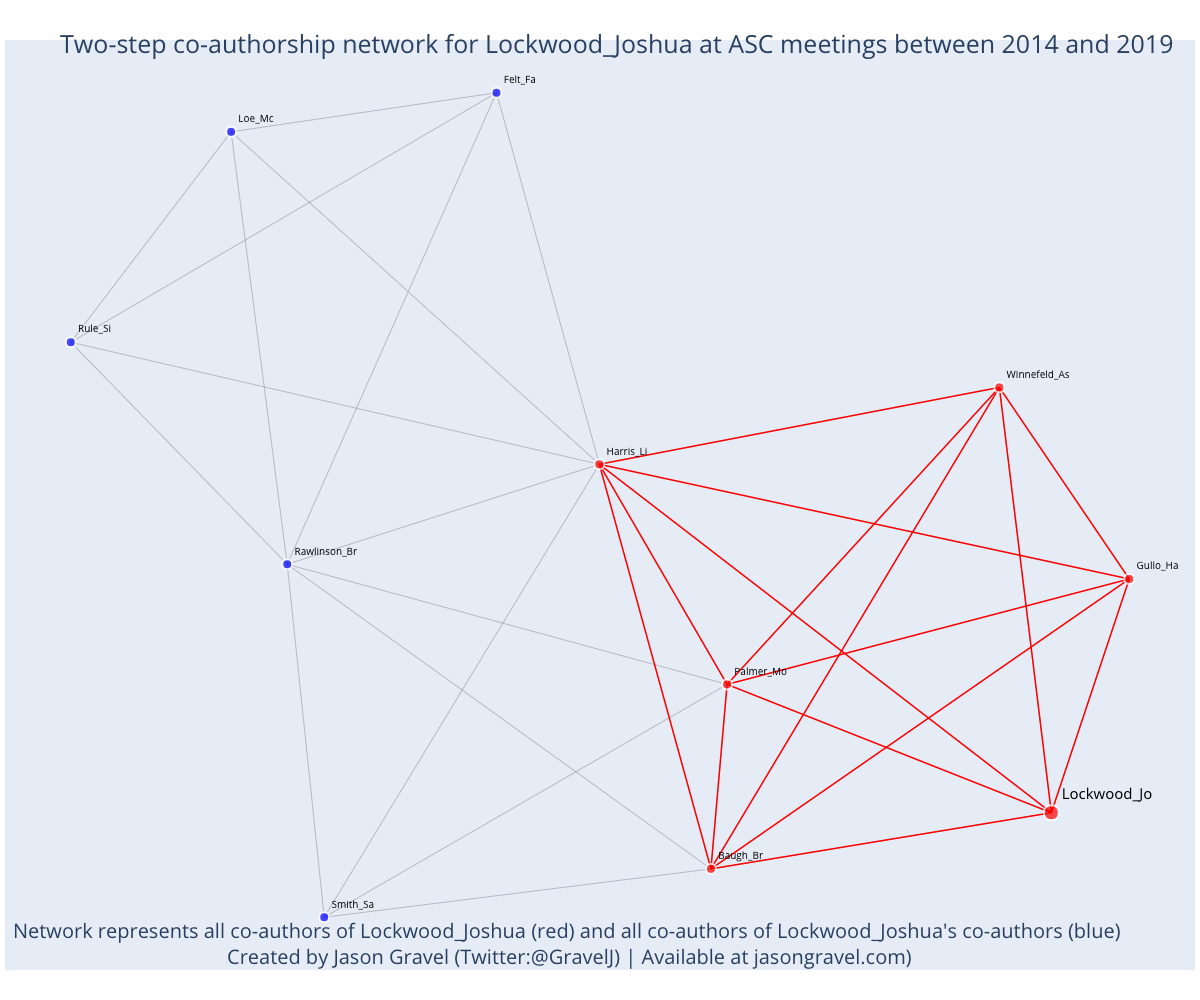 Two-step co-authorship network for Lockwood_Joshua at ASC meetings between 2014 and 2019
Felt_Fa
Loe_Mc
Rule_Si
Winnefeld_As
Harris_Li
Rawlinson_Br
Gullo_Ha
Palmer_Mo
Lockwood_Jo
Baugh_Br
Smith_Sa
Network represents all co-authors of Lockwood_Joshua (red) and all co-authors of Lockwood_Joshua's co-authors (blue)
Created by Jason Gravel (Twitter:@GravelJ) | Available at jasongravel.com)